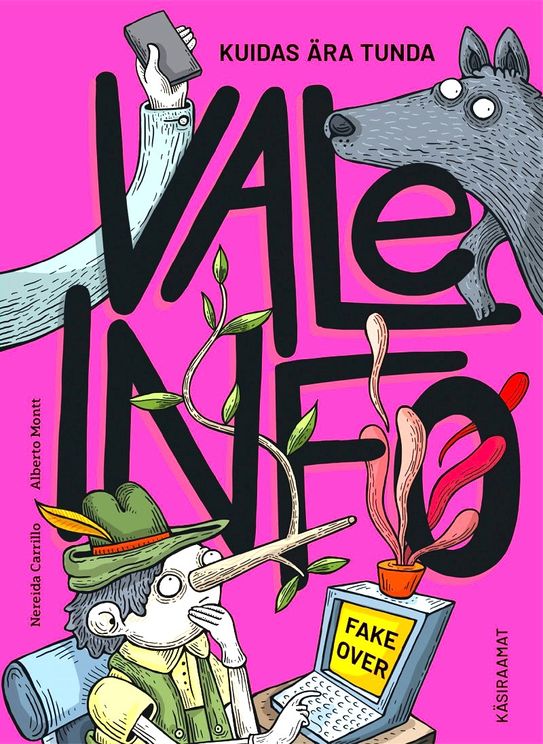 KUIDAS ÄRA TUNDA
VALe
INFO
Nereida Carrillo / Alberto Montt
FAKE
OVER
KÄSIRAAMAT